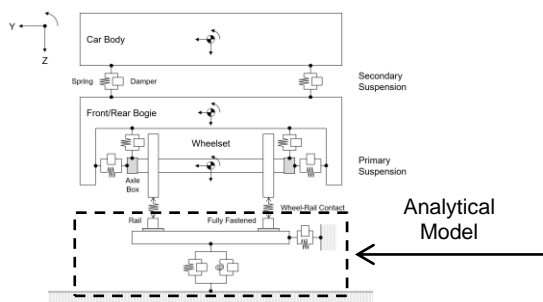 Y
Z
Car Body
Spring
Damper
Secondary
Suspension
Front/Rear Bogie
Wheelset
Primary
Suspension
Axle
Box
Wheel-Rail Contact
Rail
Fully Fastened
Analytical
Model